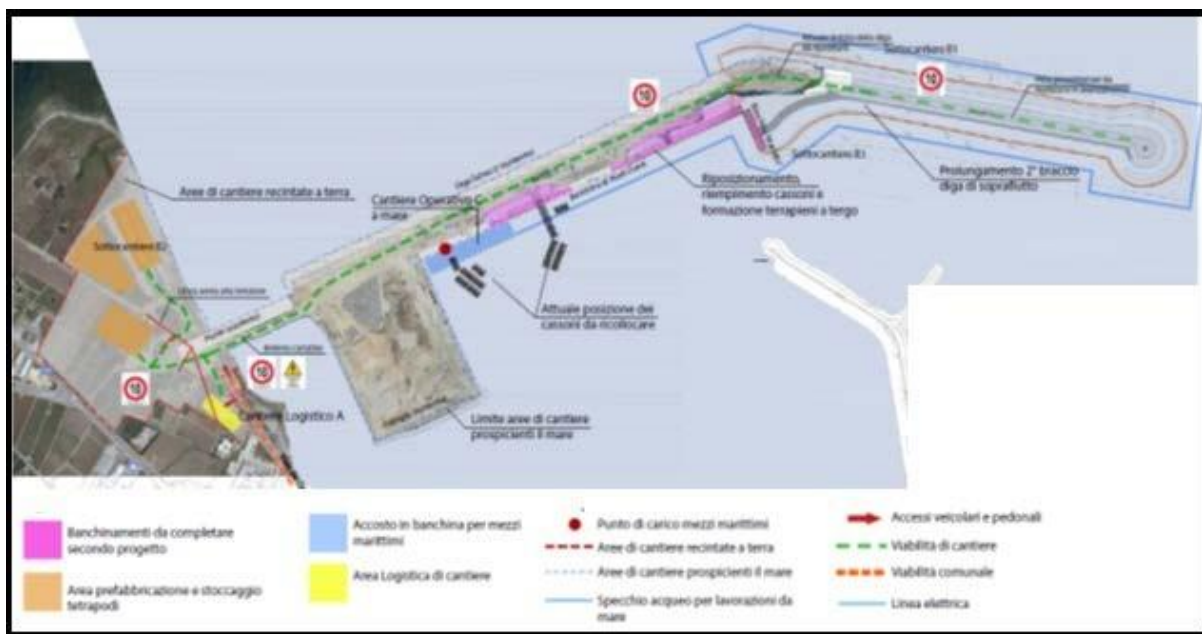 Sottocantiere B1
10
10
Aree di cantiere recintate a terra
Cantiere Operativo C
a mare
Sottocantiere B3
Riposizionamento,
riempimento cassoni e
formazione terrapieni a tergo
Prolungamento 2° braccio
diga di sopraflutto
Sottocantiere B2
Attuale posizione dei
cassoni da ricollocare
10
10
Cantiere Logistico A
Limite aree di cantiere
prospicienti il mare
Banchinamenti da completare
secondo progetto
Accosto in banchina per mezzi
marittimi
Punto di carico mezzi marittimi
Accessi veicolari e pedonali
Aree di cantiere recintate a terra
Viabilità di cantiere
Area prefabbricazione e stoccaggio
tetrapodi
Area Logistica di cantiere
Aree di cantiere prospicienti il mare
Viabilità comunale
Specchio acqueo per lavorazioni da
mare
Linea elettrica